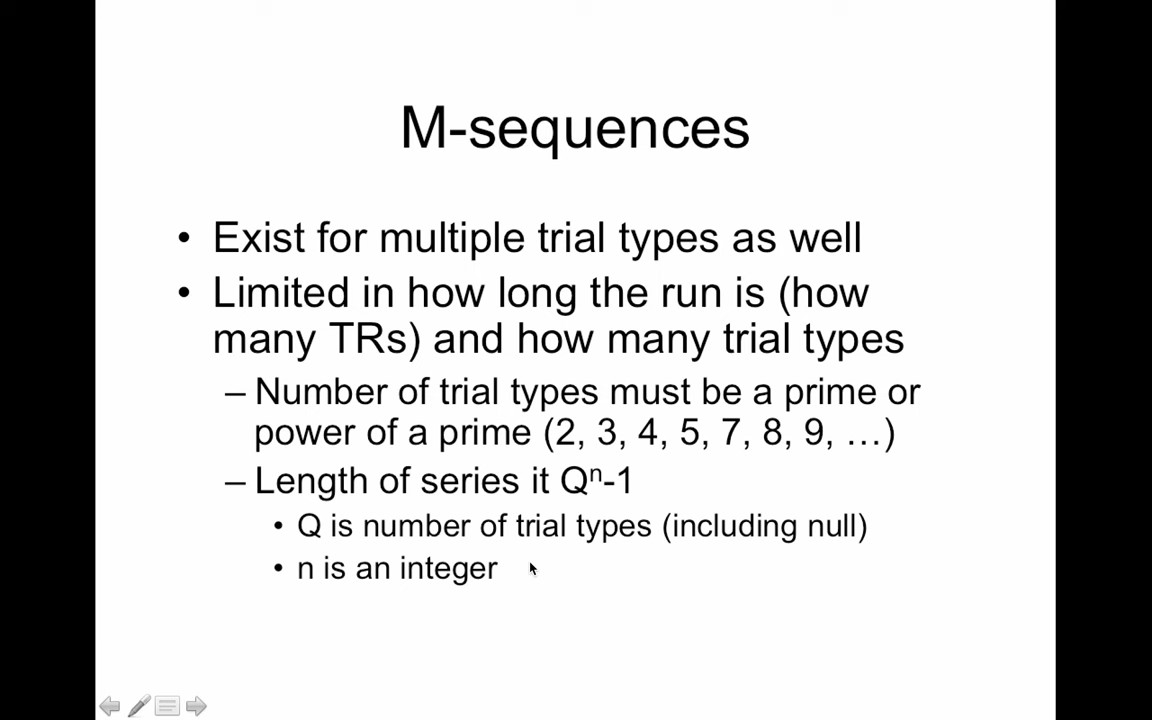 M-sequences
• Exist for multiple trial types as well
• Limited in how long the run is (how
many TRs) and how many trial types
– Number of trial types must be a prime or
power of a prime (2, 3, 4, 5, 7, 8, 9, …)
– Length of series it Qⁿ-1
• Q is number of trial types (including null)
• n is an integer